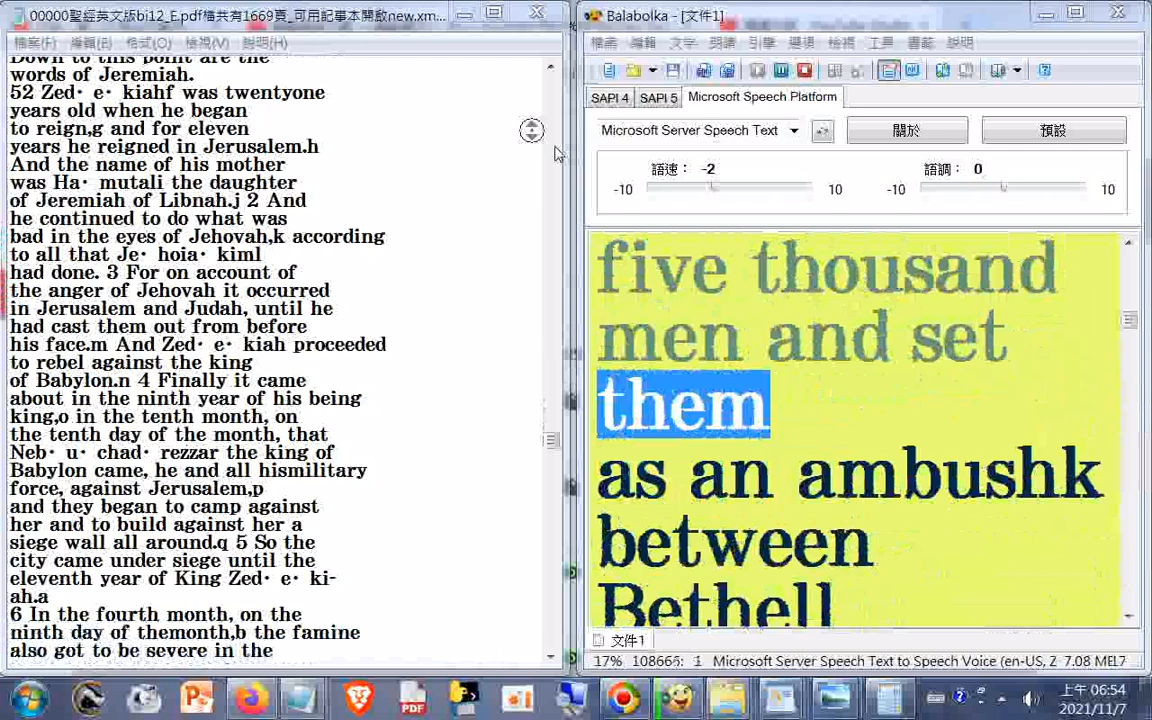 00000聖經英文版bi12_E.pdf檔共有1669頁_可用記事本開啟new.xm...
檔案(F) 編輯(E) 格式(O) 檢視(V) 說明(H)
Down to this point are the
words of Jeremiah.
52 Zed· e· kiahf was twentyone
years old when he began
to reign,g and for eleven
years he reigned in Jerusalem.h
And the name of his mother
was Ha· mutali the daughter
of Jeremiah of Libnah.j 2 And
he continued to do what was
bad in the eyes of Jehovah,k according
to all that Je· hoia· kiml
had done. 3 For on account of
the anger of Jehovah it occurred
in Jerusalem and Judah, until he
had cast them out from before
his face.m And Zed· e· kiah proceeded
to rebel against the king
of Babylon.n 4 Finally it came
about in the ninth year of his being
king,o in the tenth month, on
the tenth day of the month, that
Neb· u· chad· rezzar the king of
Babylon came, he and all hismilitary
force, against Jerusalem,p
and they began to camp against
her and to build against her a
siege wall all around.q 5 So the
city came under siege until the
eleventh year of King Zed· e· ki-
ah.a
6 In the fourth month, on the
ninth day of themonth,b the famine
also got to be severe in the
Balabolka - [文件1]
檔案 編輯 文字 朗讀 引擎 選項 檢視 工具 書籤 說明
SAPI 4 SAPI 5 Microsoft Speech Platform
Microsoft Server Speech Text 關於 預設
語速： -2 語調： 0
-10 10 -10 10
five thousand
men and set
them
as an ambushk
between
Bethell
文件1
17% 108666: 1 Microsoft Server Speech Text to Speech Voice (en-US, Z 7.08 MB
上午 06:54
2021/11/7